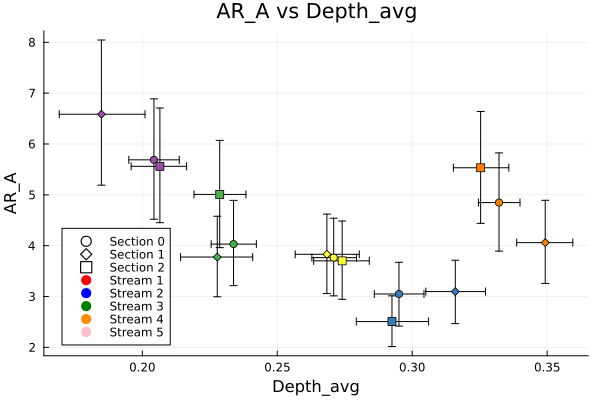 AR_A vs Depth_avg
8
7
6
5
4
3
2
AR_A
Section 0
Section 1
Section 2
Stream 1
Stream 2
Stream 3
Stream 4
Stream 5
0.20 0.25 0.30 0.35
Depth_avg